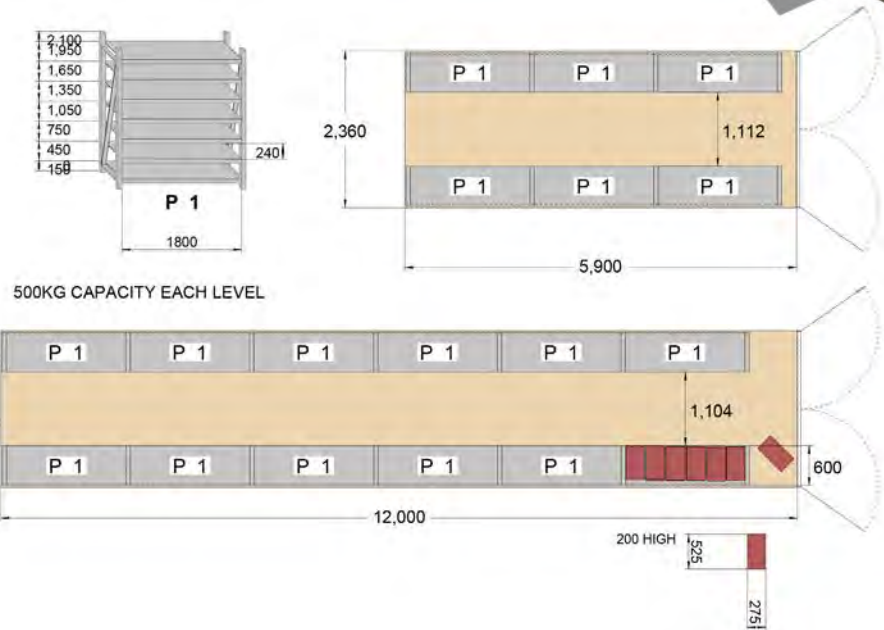 2,100
1,950
1,650
1,350
1,050
750
450
150
240
P 1
1800
2,360
P 1 P 1 P 1
1,112
P 1 P 1 P 1
5,900
500KG CAPACITY EACH LEVEL
P 1 P 1 P 1 P 1 P 1 P 1
1,104
P 1 P 1 P 1 P 1 P 1
600
12,000
200 HIGH
525
275